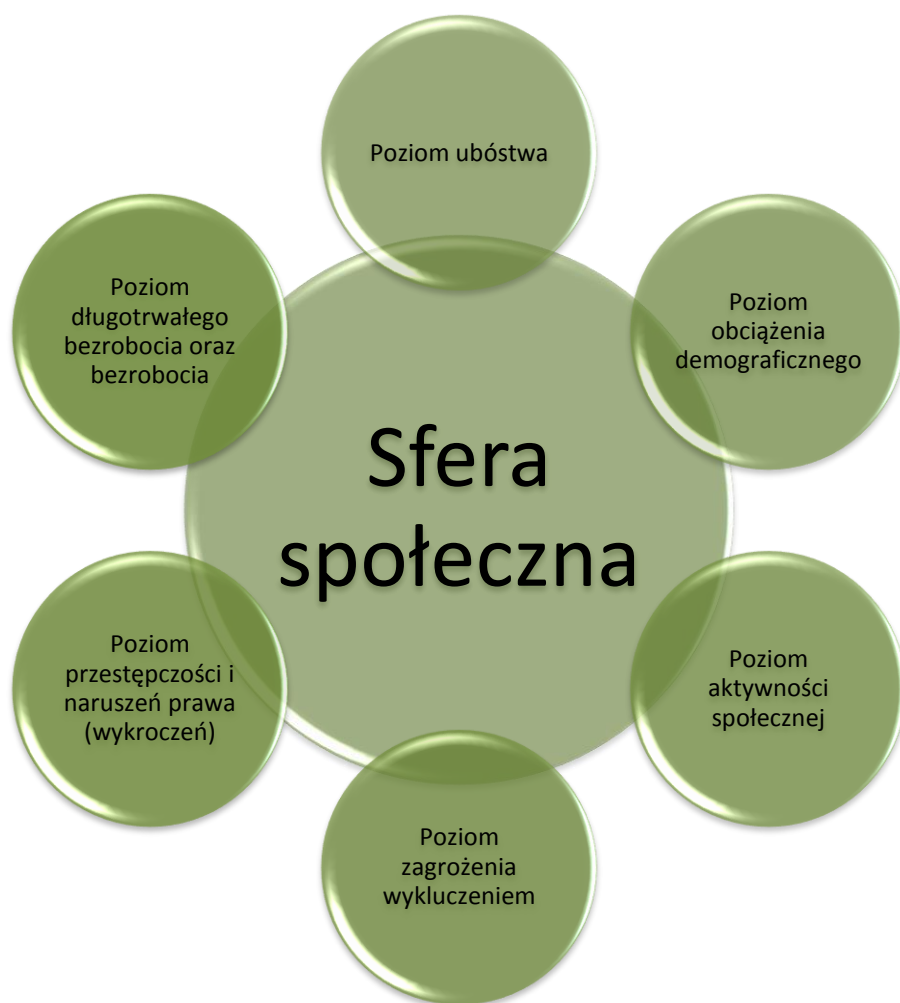 Poziom ubóstwa
Poziom
obciążenia
demograficznego
Poziom
aktywności
społecznej
Poziom
zagrożenia
wykluczeniem
Poziom
przestępczości i
naruszeń prawa
(wykroczeń)
Poziom
długotrwałego
bezrobocia oraz
bezrobocia
Sfera
społeczna